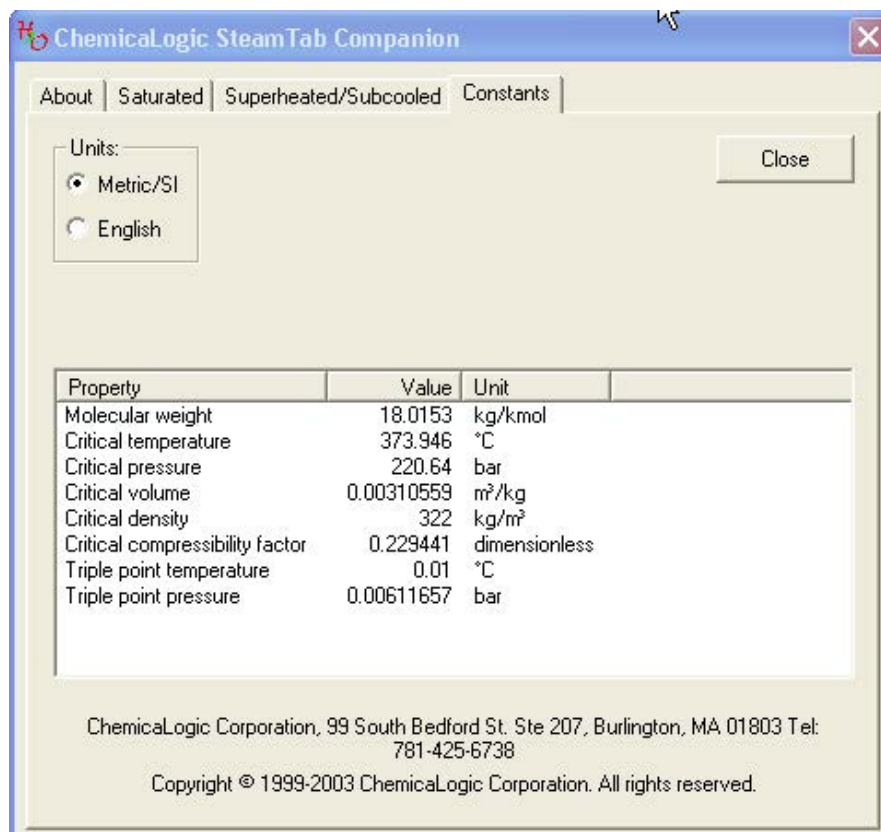 HO ChemicaLogic SteamTab Companion
About Saturated Superheated/Subcooled Constants
Units:
Metric/SI
English
Close
Property Value Unit
Molecular weight 18.0153 kg/kmol
Critical temperature 373.946 °C
Critical pressure 220.64 bar
Critical volume 0.00310559 m³/kg
Critical density 322 kg/m³
Critical compressibility factor 0.229441 dimensionless
Triple point temperature 0.01 °C
Triple point pressure 0.00611657 bar
ChemicaLogic Corporation, 99 South Bedford St. Ste 207, Burlington, MA 01803 Tel:
781-425-6738
Copyright © 1999-2003 ChemicaLogic Corporation. All rights reserved.